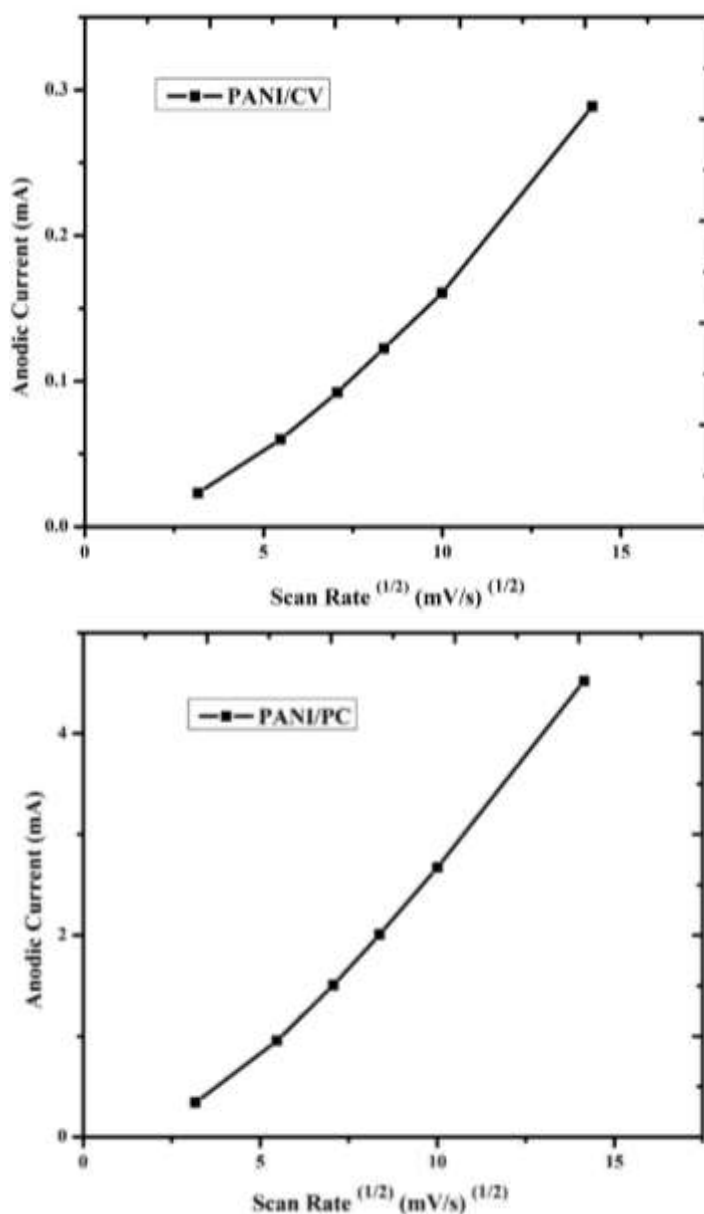 PANI/CV
0.3
0.2
0.1
0.0
0
5
10
15
Anodic Current (mA)
Scan Rate (1/2) (mV/s) (1/2)
PANI/PC
4
2
0
0
5
10
15
Anodic Current (mA)
Scan Rate (1/2) (mV/s) (1/2)